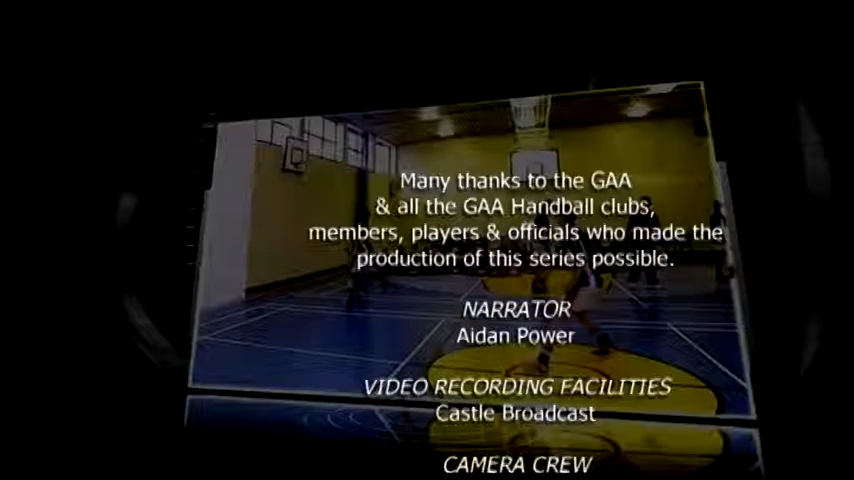 Many thanks to the GAA
& all the GAA Handball clubs,
members, players & officials who made the
production of this series possible.
NARRATOR
Aidan Power
VIDEO RECORDING FACILITIES
Castle Broadcast
CAMERA CREW